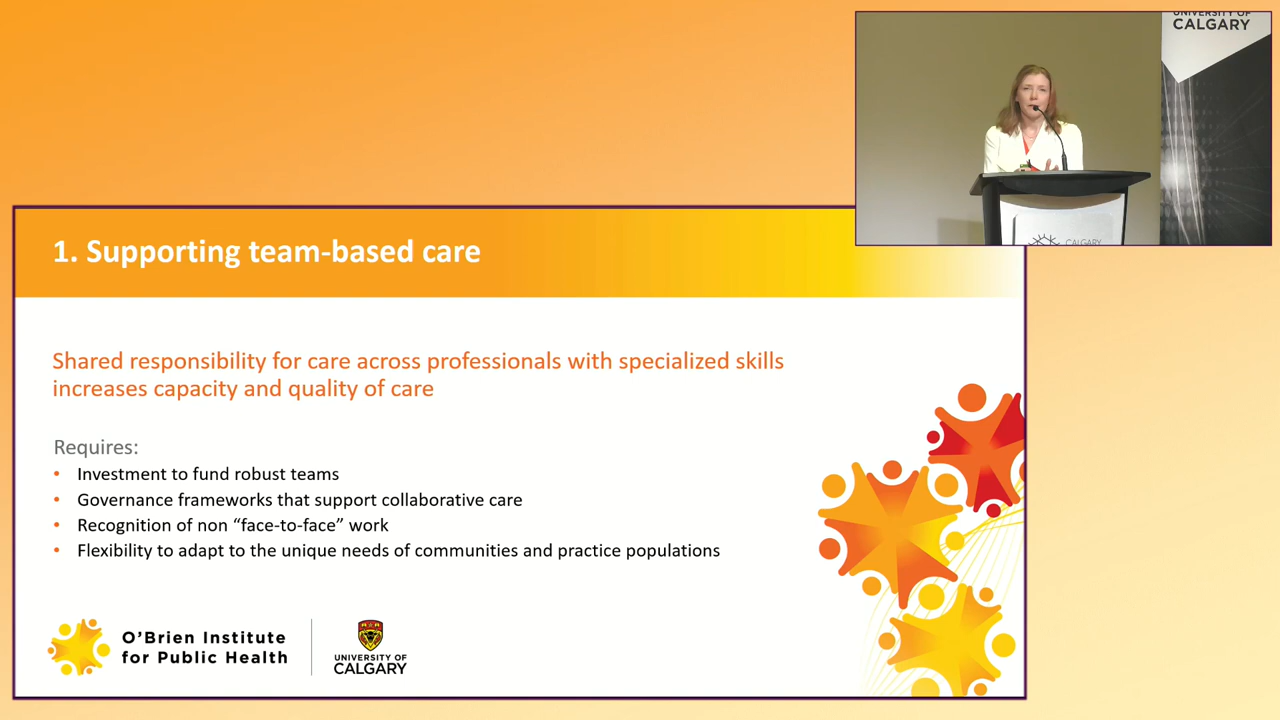 UNIVERSITY OF
CALGARY
CALGARY
1. Supporting team-based care
Shared responsibility for care across professionals with specialized skills
increases capacity and quality of care
Requires:
• Investment to fund robust teams
• Governance frameworks that support collaborative care
• Recognition of non “face-to-face” work
• Flexibility to adapt to the unique needs of communities and practice populations
O’Brien Institute
for Public Health
UNIVERSITY OF
CALGARY